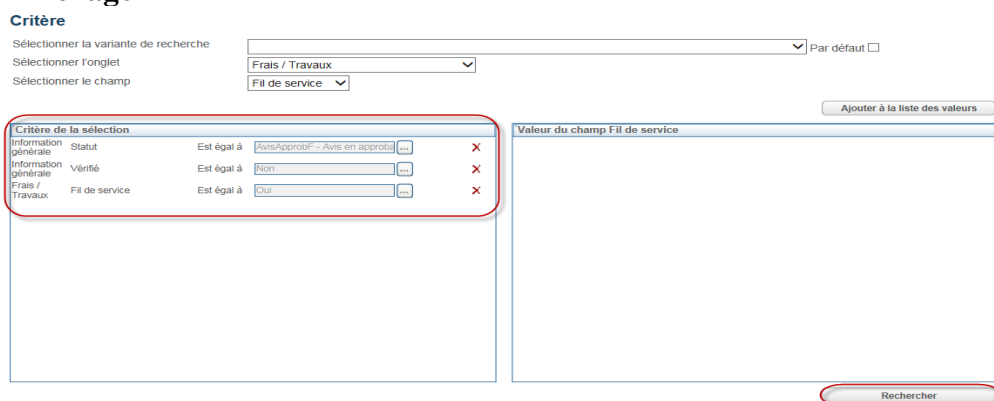 Critère
Sélectionner la variante de recherche
Par défaut
Sélectionner l'onglet Frais / Travaux
Sélectionner le champ Fil de service
Ajouter à la liste des valeurs
Critère de la sélection
Valeur du champ Fil de service
Information générale Statut Est égal à AvisApprobF - Avis en approba ...
Information générale Vérifié Est égal à Non ...
Frais / Travaux Fil de service Est égal à Oui ...
Rechercher